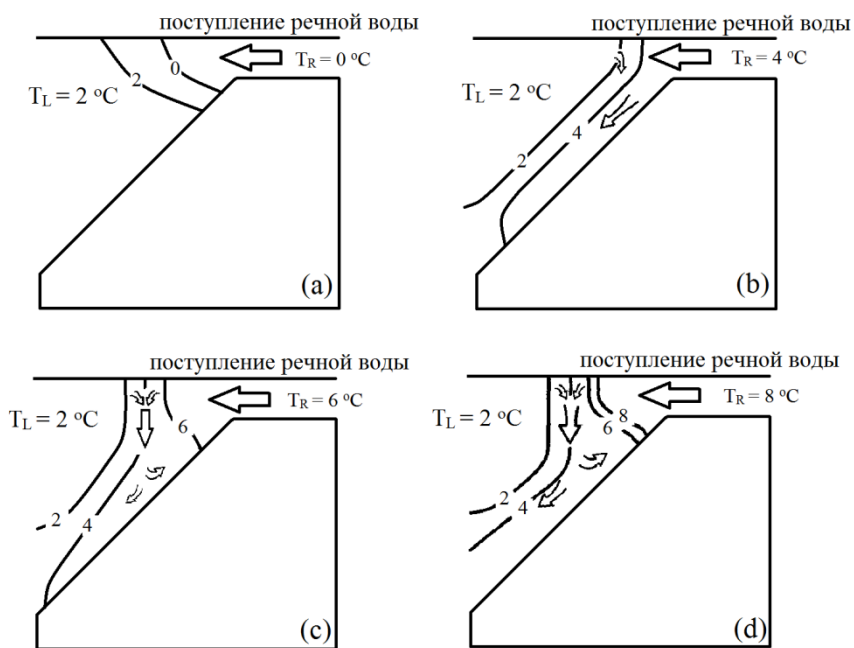 поступление речной воды
T_R = 0 °C
0
2
T_L = 2 °C
(a)
поступление речной воды
T_R = 4 °C
T_L = 2 °C
4
2
(b)
поступление речной воды
T_R = 6 °C
T_L = 2 °C
6
2
4
(c)
поступление речной воды
T_R = 8 °C
T_L = 2 °C
8
6
2
4
(d)